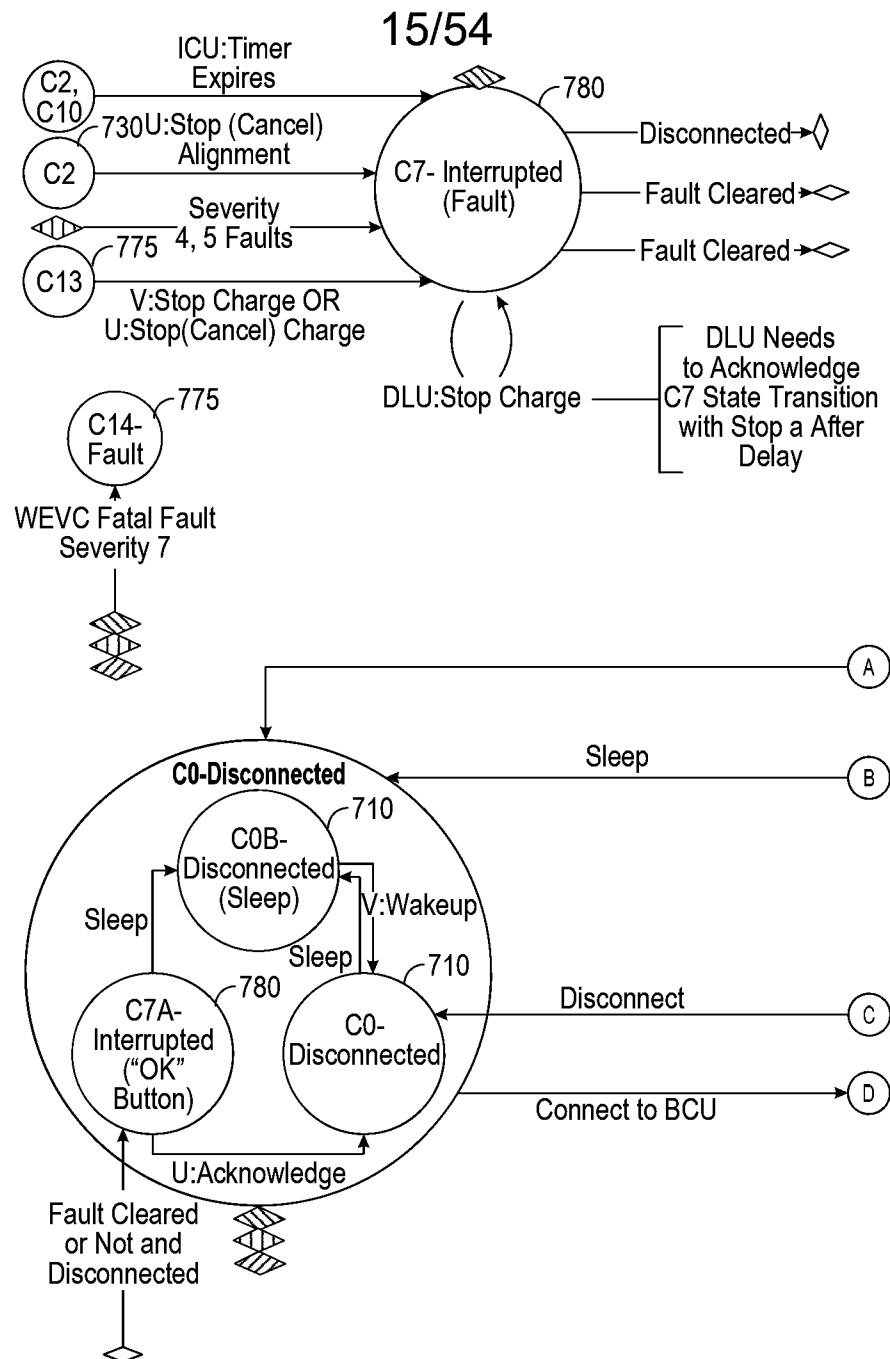 15/54
ICU:Timer
Expires
C2,
C10
780
730
U:Stop (Cancel)
Alignment
C2
C7- Interrupted
(Fault)
Disconnected
Fault Cleared
Fault Cleared
Severity
4, 5 Faults
775
C13
V:Stop Charge OR
U:Stop(Cancel) Charge
DLU:Stop Charge
DLU Needs
to Acknowledge
C7 State Transition
with Stop a After
Delay
775
C14-
Fault
WEVC Fatal Fault
Severity 7
A
Sleep
B
C0-Disconnected
710
C0B-
Disconnected
(Sleep)
Sleep
V:Wakeup
Sleep
710
780
C7A-
Interrupted
("OK"
Button)
C0-
Disconnected
Disconnect
C
Connect to BCU
D
U:Acknowledge
Fault Cleared
or Not and
Disconnected